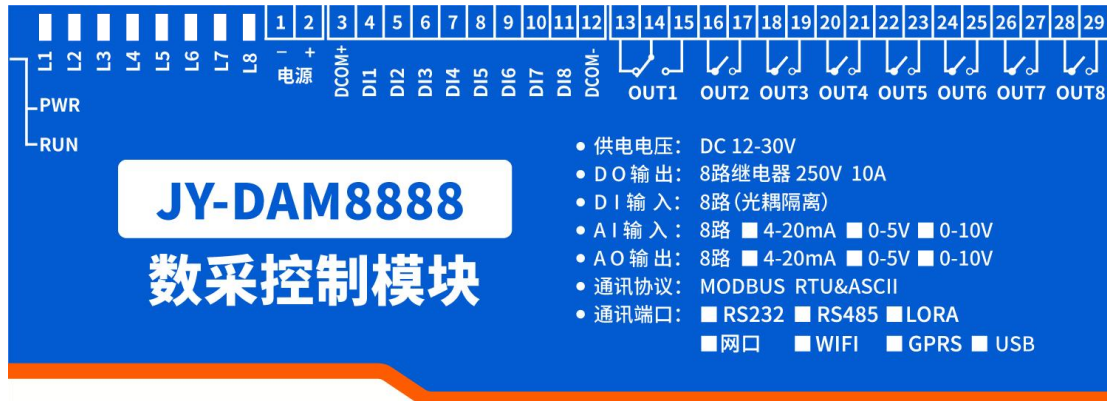 1 2 3 4 5 6 7 8 9 10 11 12 13 14 15 16 17 18 19 20 21 22 23 24 25 26 27 28 29
L1 L2 L3 L4 L5 L6 L7 L8 － + DCOM+ DI1 DI2 DI3 DI4 DI5 DI6 DI7 DI8 DCOM-
电源
OUT1 OUT2 OUT3 OUT4 OUT5 OUT6 OUT7 OUT8
PWR
RUN
JY-DAM8888
数采控制模块
● 供电电压： DC 12-30V
● DO输出： 8路继电器 250V 10A
● DI输入： 8路(光耦隔离)
● AI输入： 8路 ■ 4-20mA ■ 0-5V ■ 0-10V
● AO输出： 8路 ■ 4-20mA ■ 0-5V ■ 0-10V
● 通讯协议： MODBUS RTU&ASCII
● 通讯端口： ■ RS232 ■ RS485 ■LORA
■网口 ■WIFI ■ GPRS ■ USB